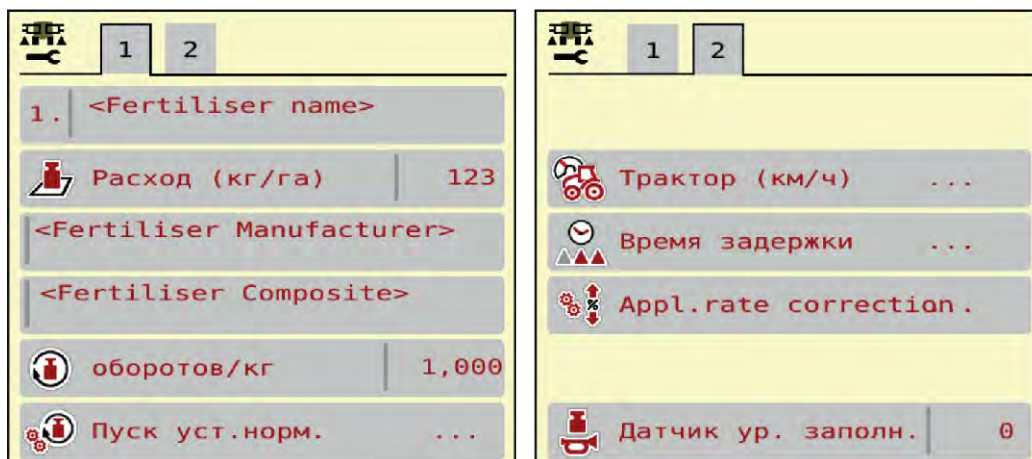 1 2
1. <Fertiliser name>
Расход (кг/га) 123
<Fertiliser Manufacturer>
<Fertiliser Composite>
оборотов/кг 1,000
Пуск уст.норм. ...
1 2
Трактор (км/ч) ...
Время задержки ...
% Appl.rate correction.
Датчик ур. заполн. 0